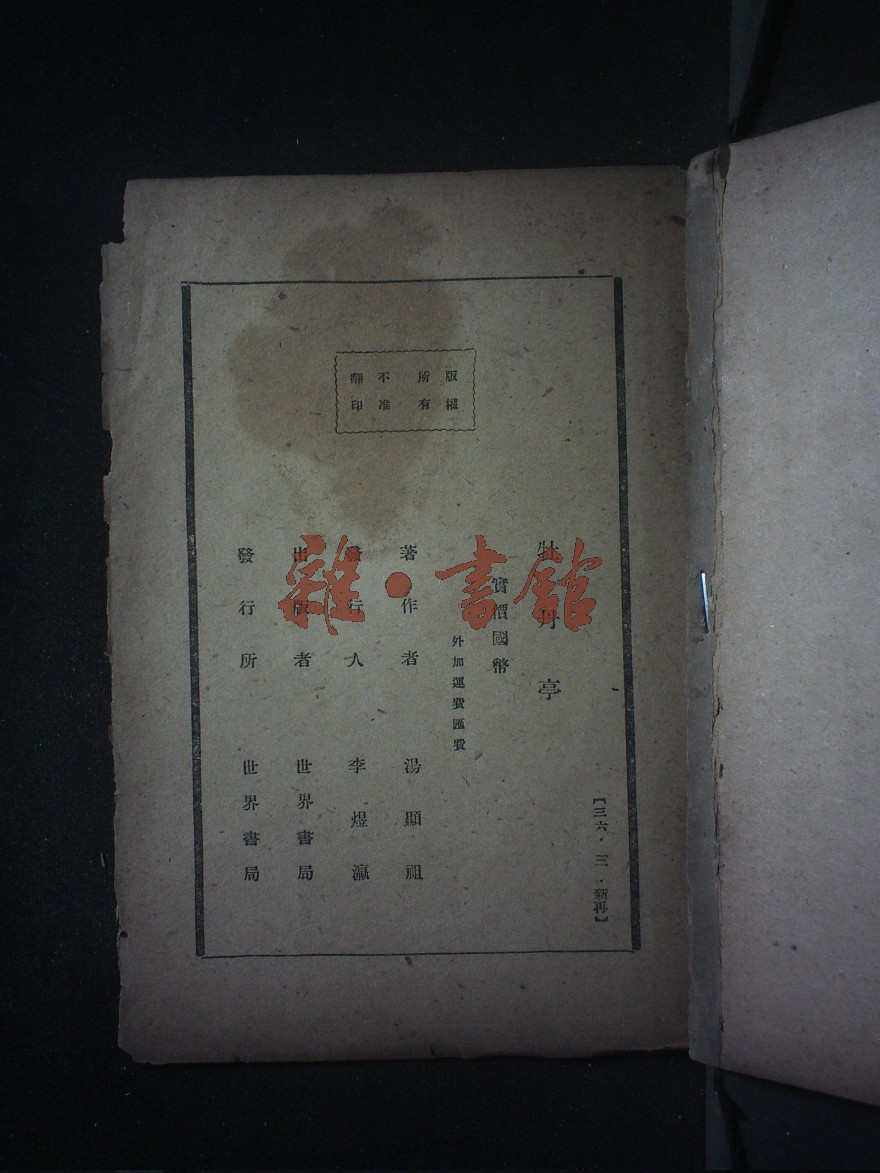 版權
所有
不准
翻印
【三六·三·新再】
牡丹亭
實價國幣
外加運費匯費
著作者 湯顯祖
發行人 李煜瀛
出版者 世界書局
發行所 世界書局
雜·書館